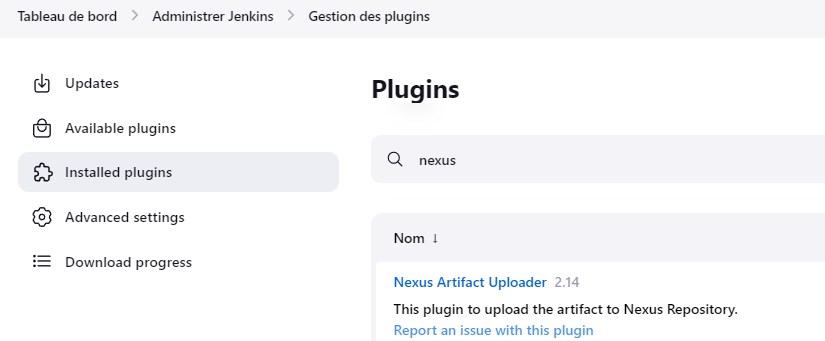 Tableau de bord > Administrer Jenkins > Gestion des plugins
Updates
Available plugins
Installed plugins
Advanced settings
Download progress
Plugins
nexus
Nom ↓
Nexus Artifact Uploader 2.14
This plugin to upload the artifact to Nexus Repository.
Report an issue with this plugin